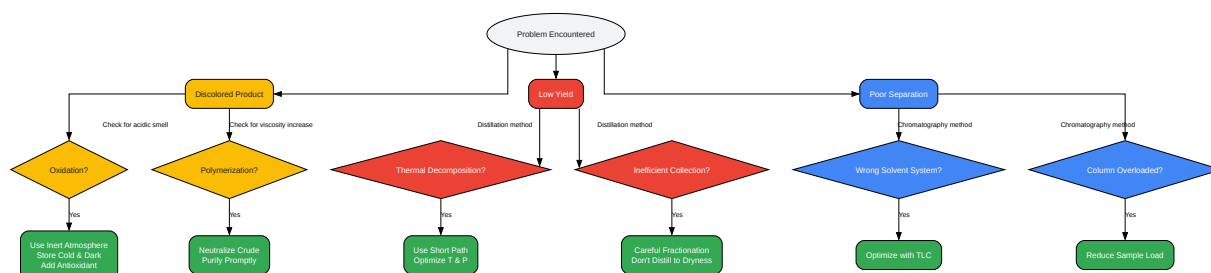 Problem Encountered
Discolored Product
Low Yield
Poor Separation
Check for acidic smell
Check for viscosity increase
Distillation method
Distillation method
Chromatography method
Chromatography method
Oxidation?
Polymerization?
Thermal Decomposition?
Inefficient Collection?
Wrong Solvent System?
Column Overloaded?
Yes
Yes
Yes
Yes
Yes
Yes
Use Inert Atmosphere
Store Cold & Dark
Add Antioxidant
Neutralize Crude
Purify Promptly
Use Short Path
Optimize T & P
Careful Fractionation
Don't Distill to Dryness
Optimize with TLC
Reduce Sample Load